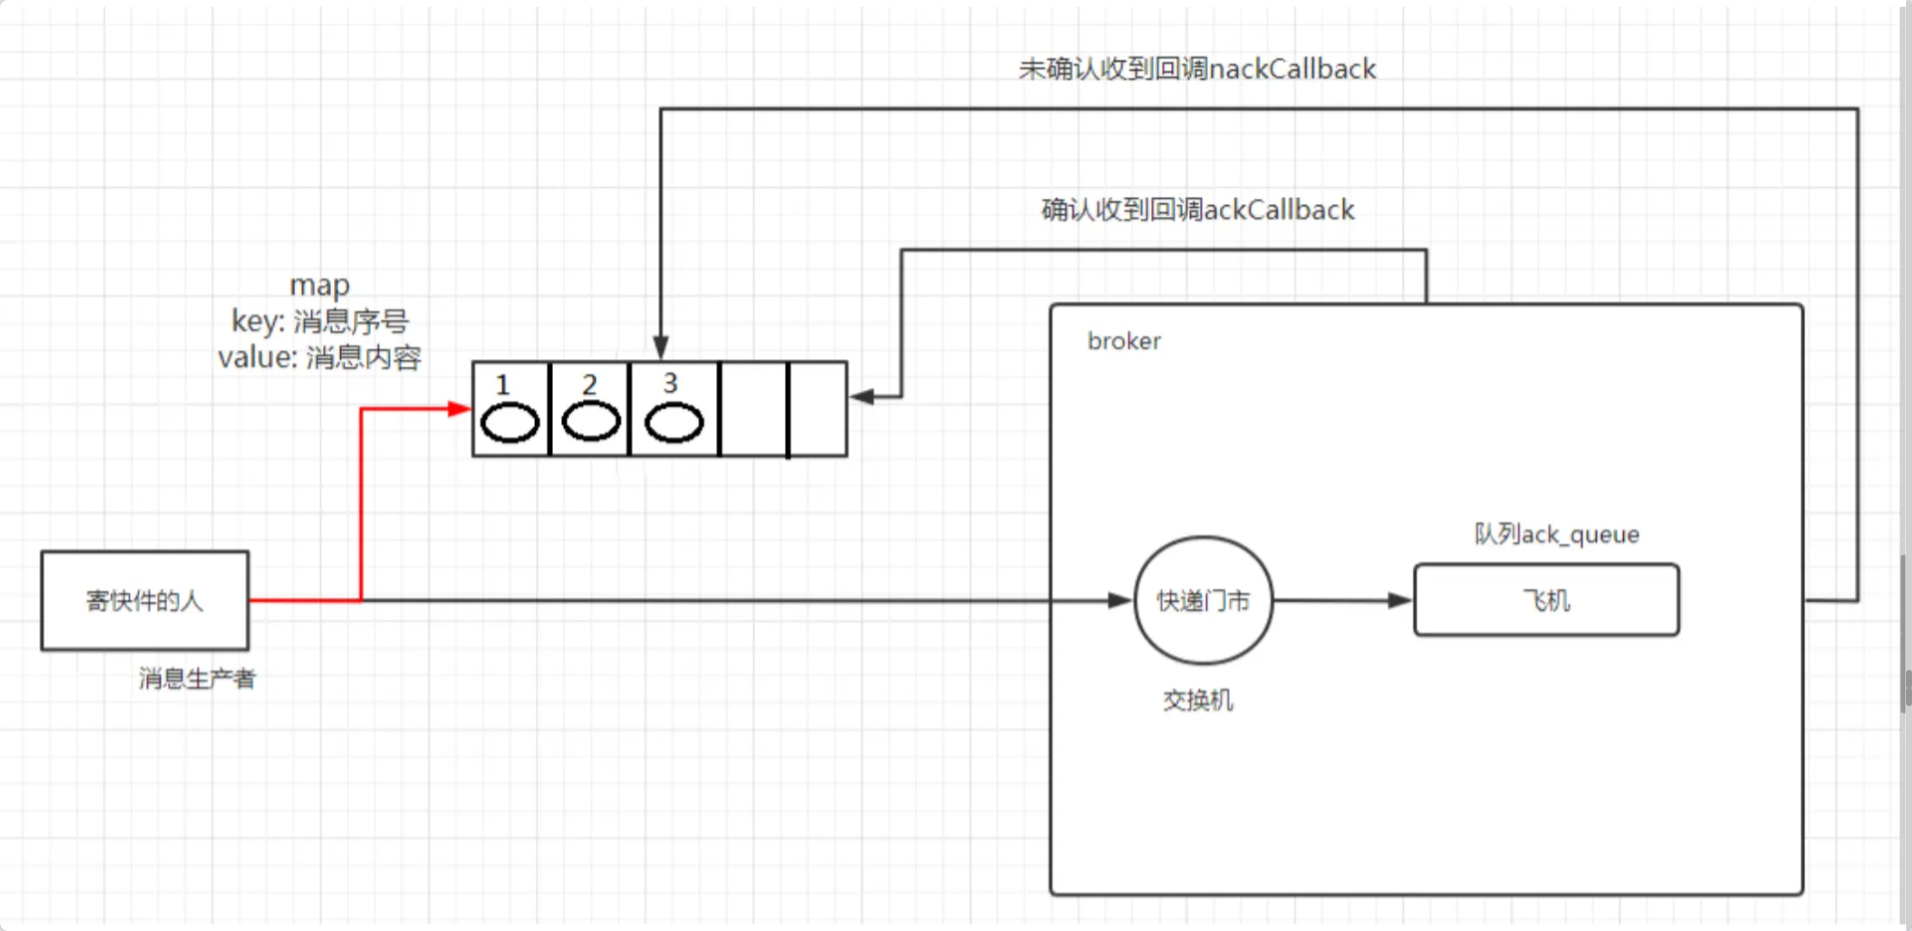 未确认收到回调nackCallback
确认收到回调ackCallback
map
key: 消息序号
value: 消息内容
1
2
3
broker
队列ack_queue
寄快件的人
快递门市
飞机
消息生产者
交换机